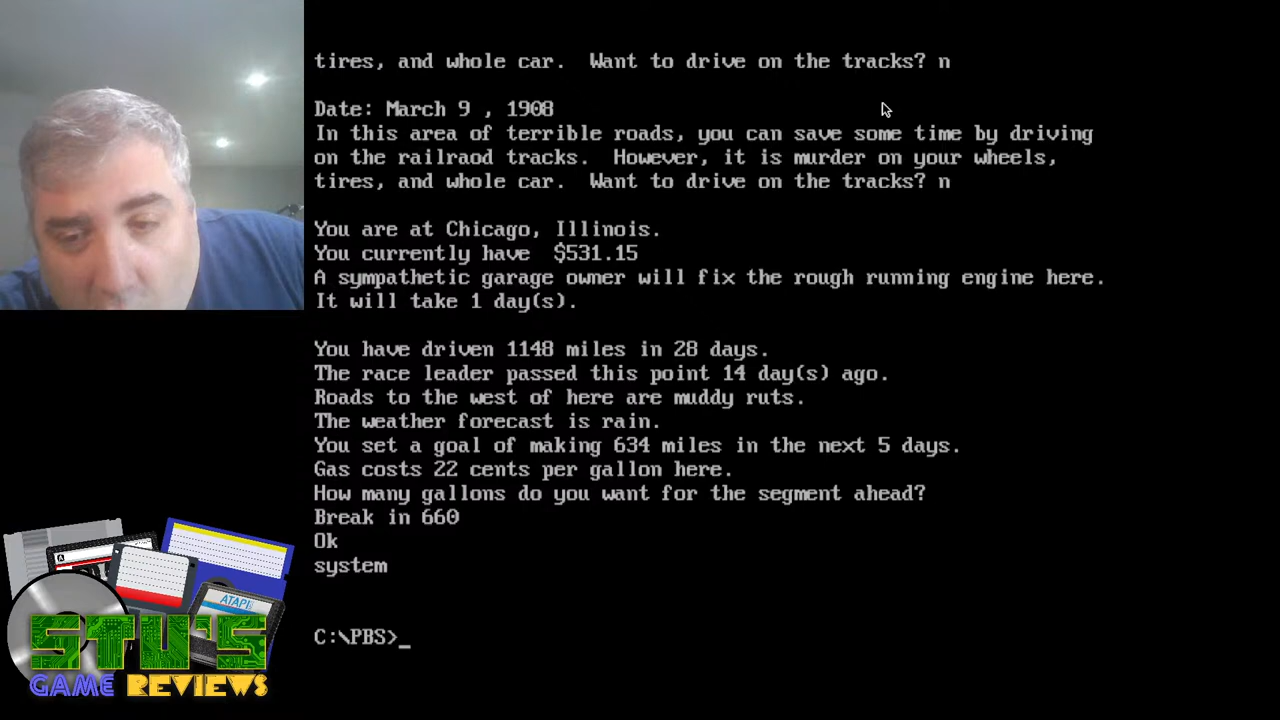 tires, and whole car.  Want to drive on the tracks? n
Date: March 9 , 1908
In this area of terrible roads, you can save some time by driving
on the railraod tracks.  However, it is murder on your wheels,
tires, and whole car.  Want to drive on the tracks? n
You are at Chicago, Illinois.
You currently have  $531.15
A sympathetic garage owner will fix the rough running engine here.
It will take 1 day(s).
You have driven 1148 miles in 28 days.
The race leader passed this point 14 day(s) ago.
Roads to the west of here are muddy ruts.
The weather forecast is rain.
You set a goal of making 634 miles in the next 5 days.
Gas costs 22 cents per gallon here.
How many gallons do you want for the segment ahead?
Break in 660
Ok
system
C:\PBS>_
A
ATAPI
STU'S
GAME REVIEWS